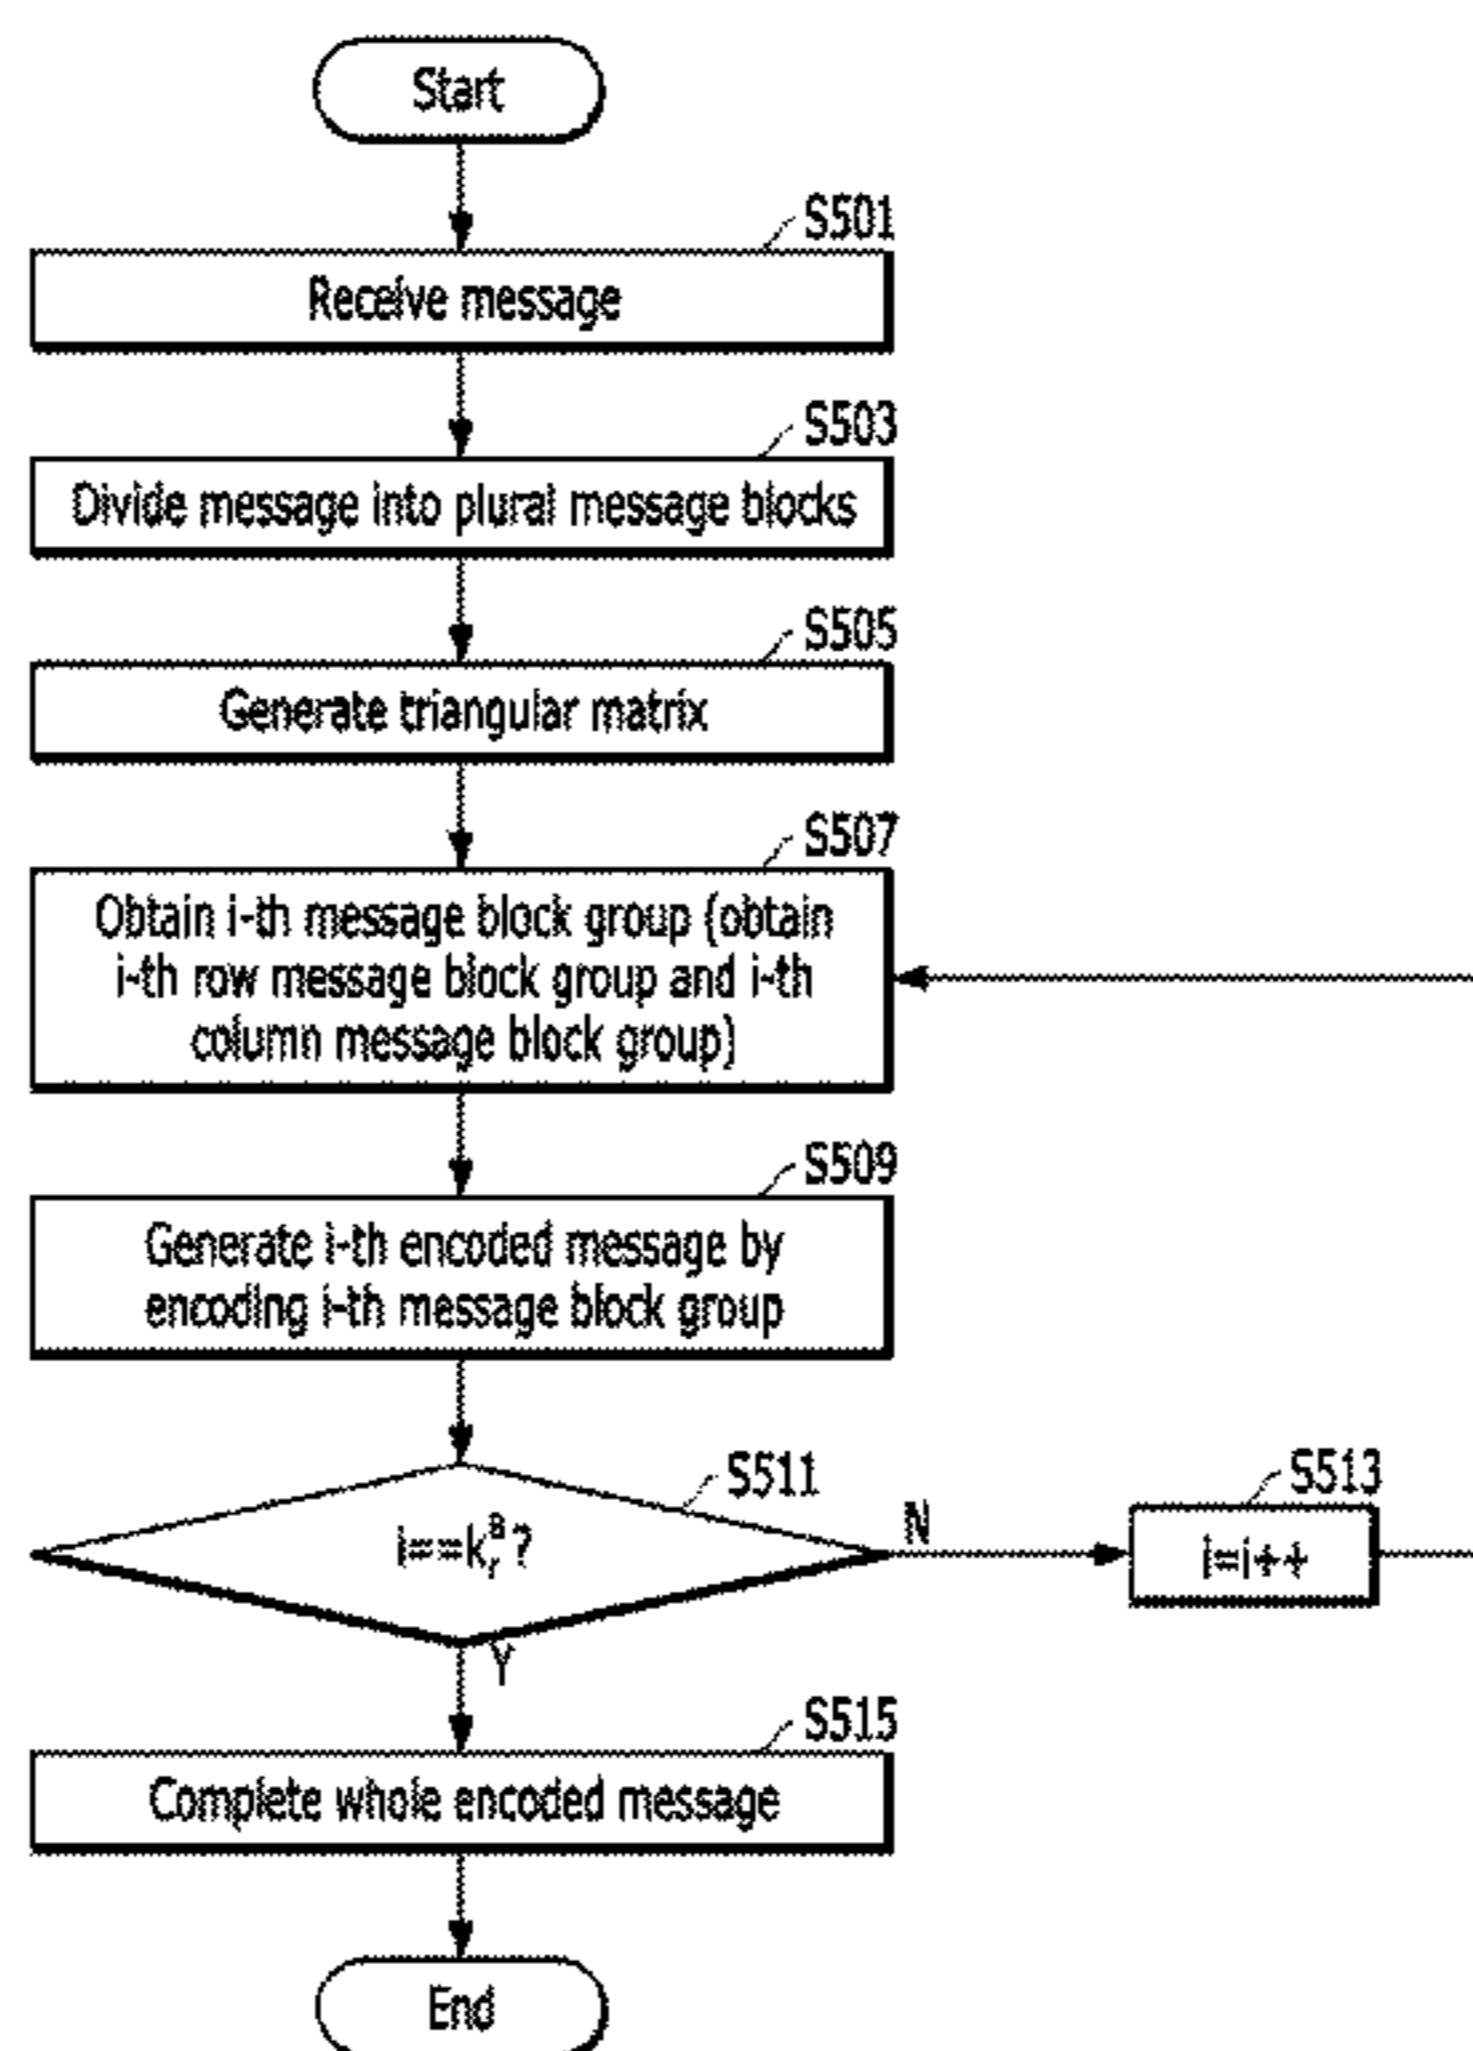 Start
S501
Receive message
S503
Divide message into plural message blocks
S505
Generate triangular matrix
S507
Obtain i-th message block group (obtain
i-th row message block group and i-th
column message block group)
S509
Generate i-th encoded message by
encoding i-th message block group
S511
i==k_r^B?
N
S513
i=i++
Y
S515
Complete whole encoded message
End